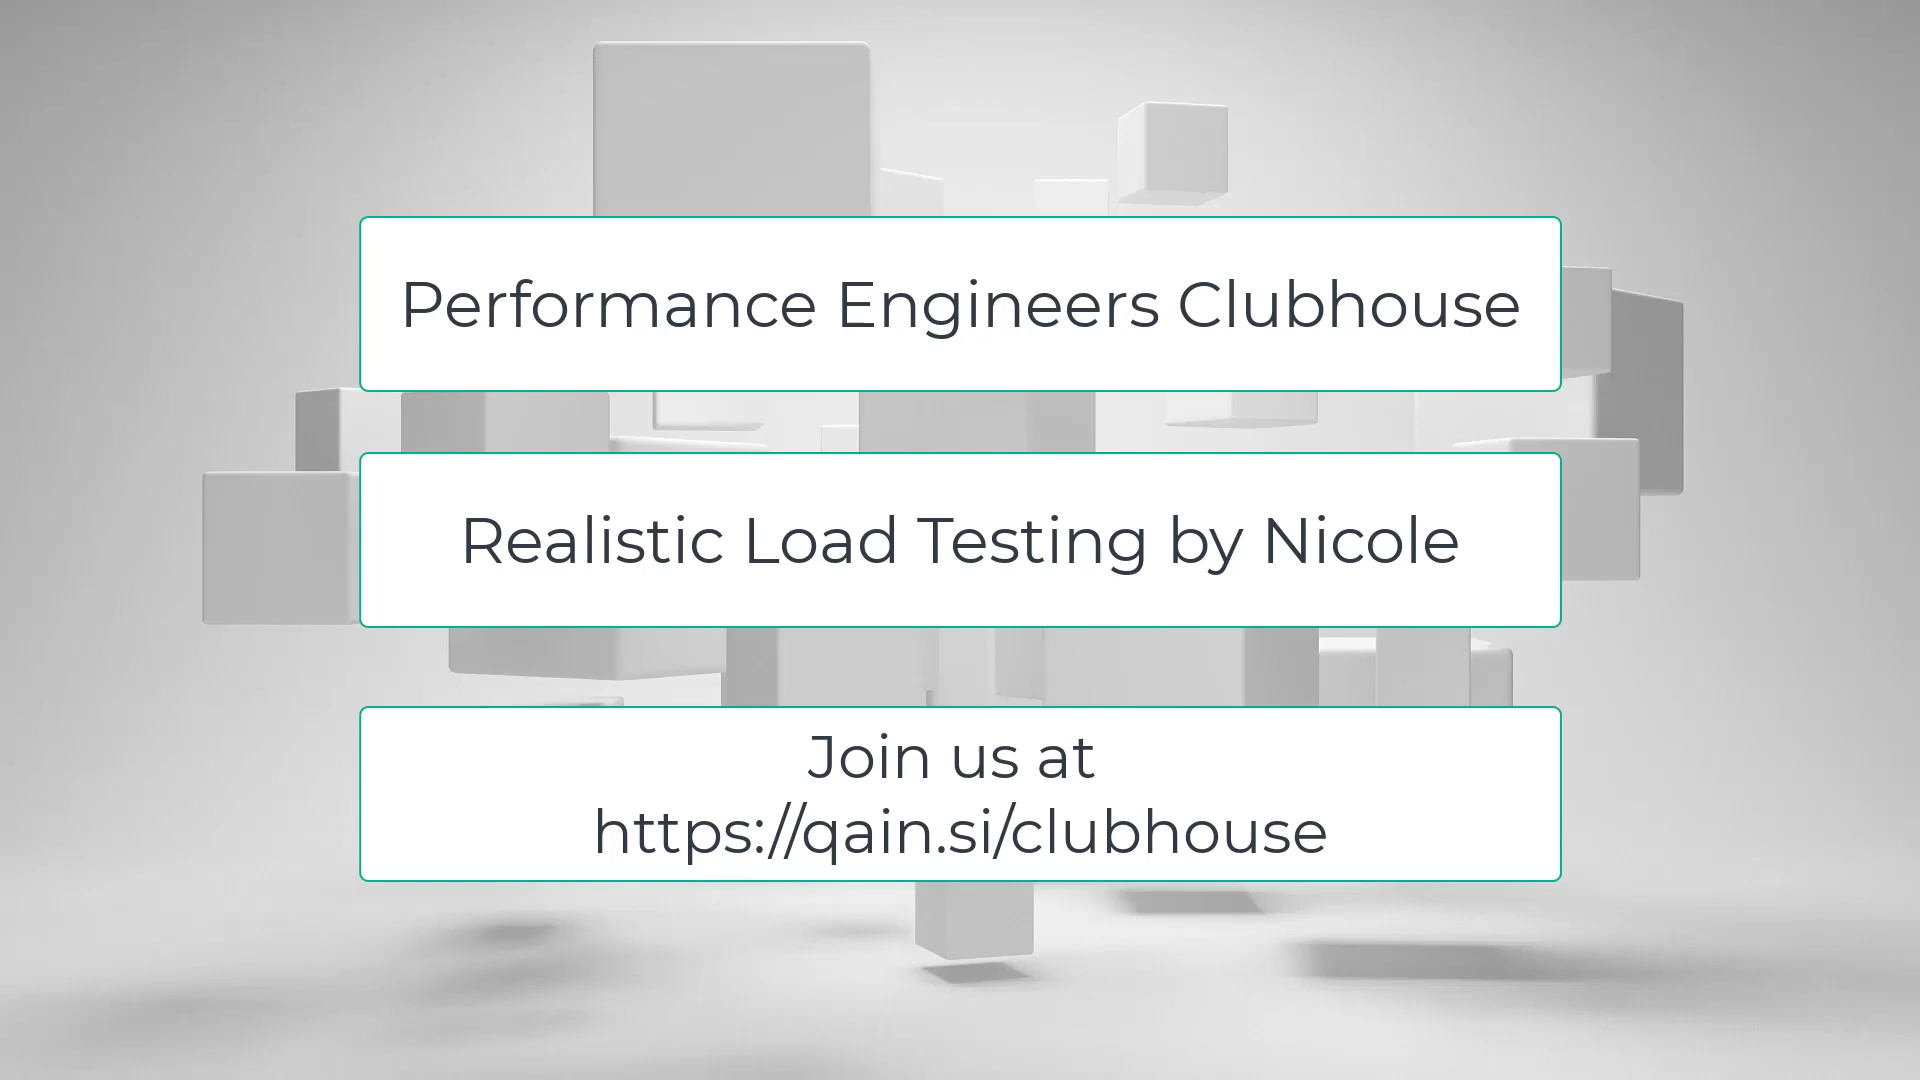 Performance Engineers Clubhouse
Realistic Load Testing by Nicole
Join us at
https://qain.si/clubhouse